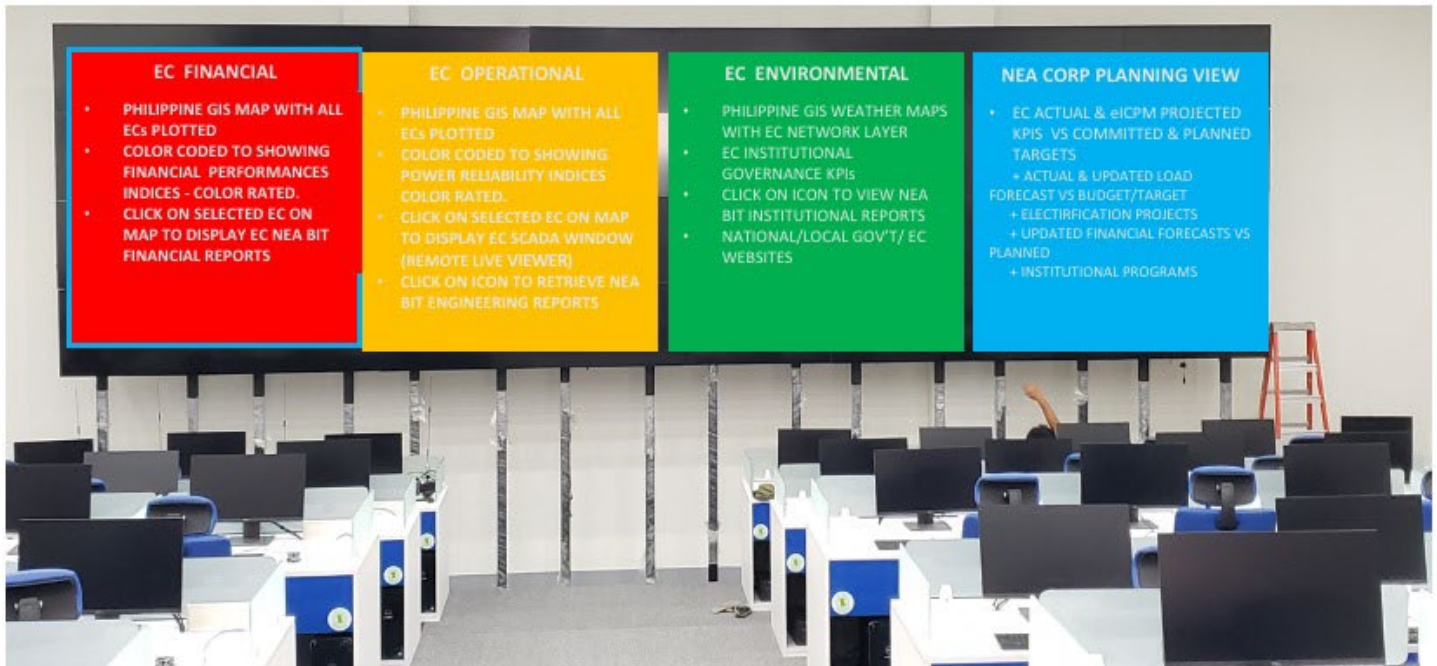 EC FINANCIAL
• PHILIPPINE GIS MAP WITH ALL
ECs PLOTTED
• COLOR CODED TO SHOWING
FINANCIAL PERFORMANCES
INDICES - COLOR RATED.
• CLICK ON SELECTED EC ON
MAP TO DISPLAY EC NEA BIT
FINANCIAL REPORTS
EC OPERATIONAL
• PHILIPPINE GIS MAP WITH ALL
ECs PLOTTED
• COLOR CODED TO SHOWING
POWER RELIABILITY INDICES
COLOR RATED.
• CLICK ON SELECTED EC ON MAP
TO DISPLAY EC SCADA WINDOW
(REMOTE LIVE VIEWER)
• CLICK ON ICON TO RETRIEVE NEA
BIT ENGINEERING REPORTS
EC ENVIRONMENTAL
• PHILIPPINE GIS WEATHER MAPS
WITH EC NETWORK LAYER
• EC INSTITUTIONAL
GOVERNANCE KPIs
• CLICK ON ICON TO VIEW NEA
BIT INSTITUTIONAL REPORTS
• NATIONAL/LOCAL GOV'T/ EC
WEBSITES
NEA CORP PLANNING VIEW
• EC ACTUAL & eICPM PROJECTED
KPIS VS COMMITTED & PLANNED
TARGETS
+ ACTUAL & UPDATED LOAD
FORECAST VS BUDGET/TARGET
+ ELECTIRFICATION PROJECTS
+ UPDATED FINANCIAL FORECASTS VS
PLANNED
+ INSTITUTIONAL PROGRAMS